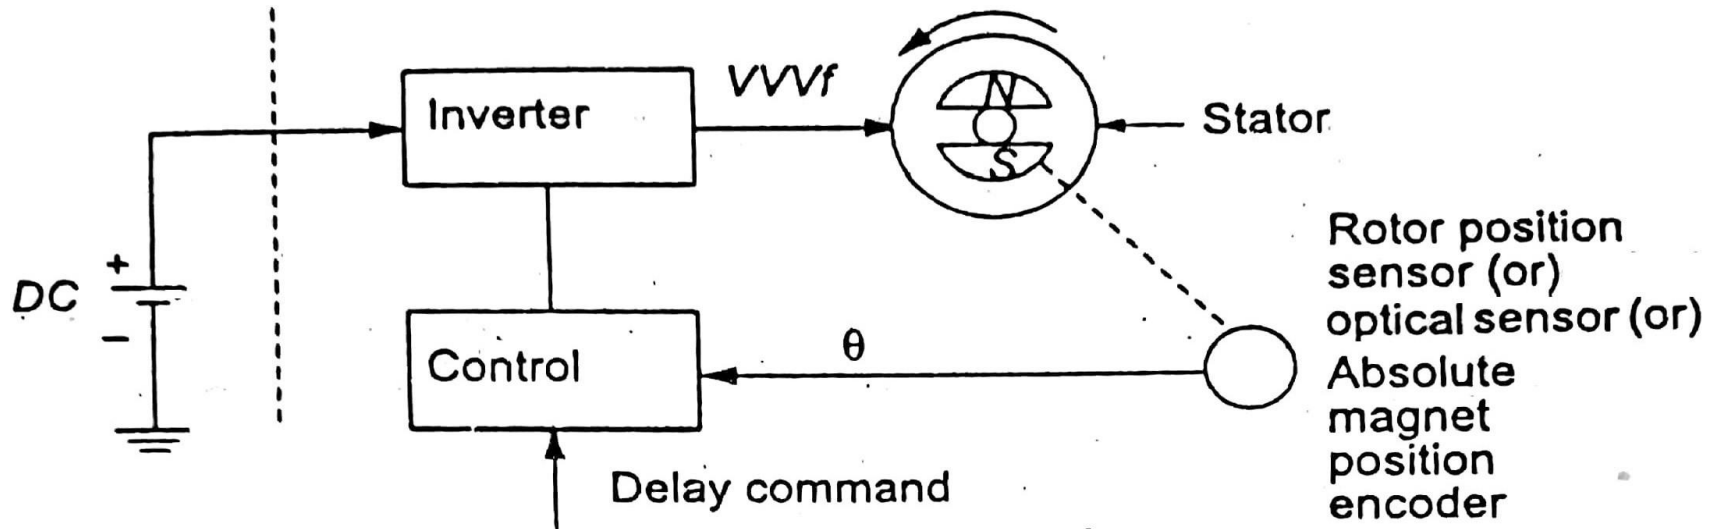 VVVf
N
Inverter
Stator
S
Rotor position
sensor (or)
+
DC
optical sensor (or)
−
θ
Control
Absolute
magnet
position
Delay command
encoder